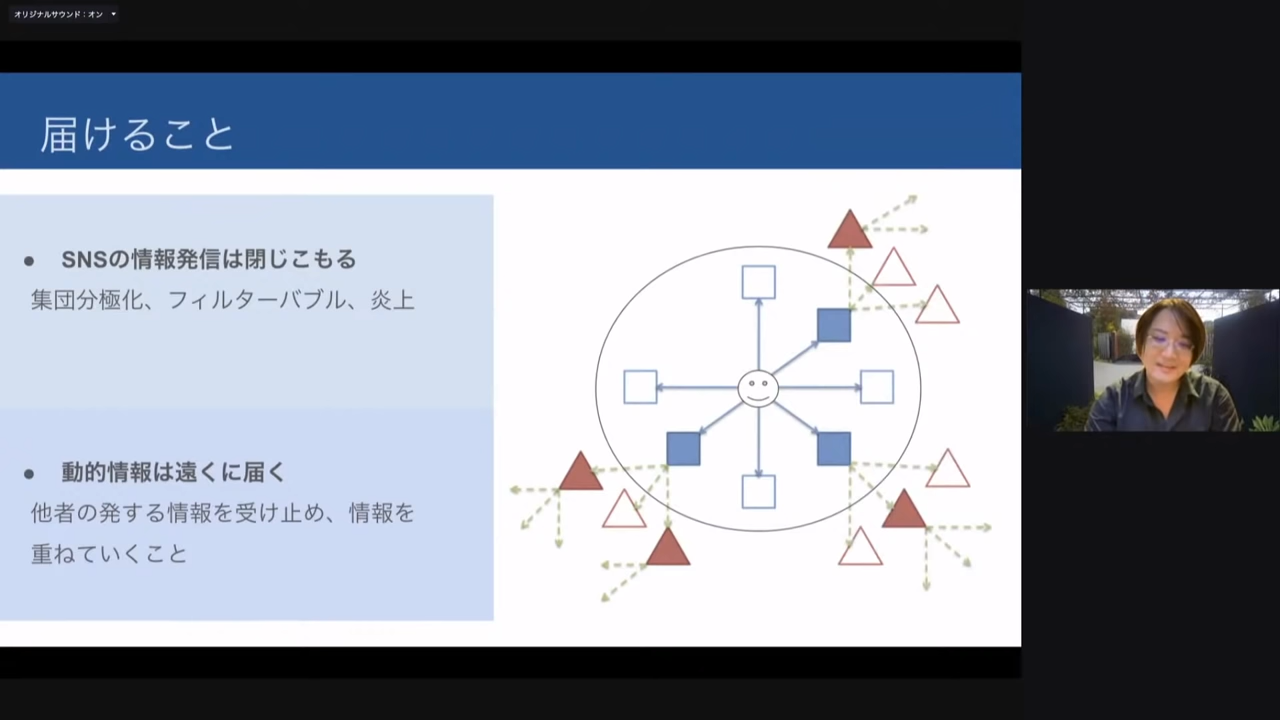 オリジナルサウンド：オン
届けること
● SNSの情報発信は閉じこもる
集団分極化、フィルターバブル、炎上
● 動的情報は遠くに届く
他者の発する情報を受け止め、情報を
重ねていくこと